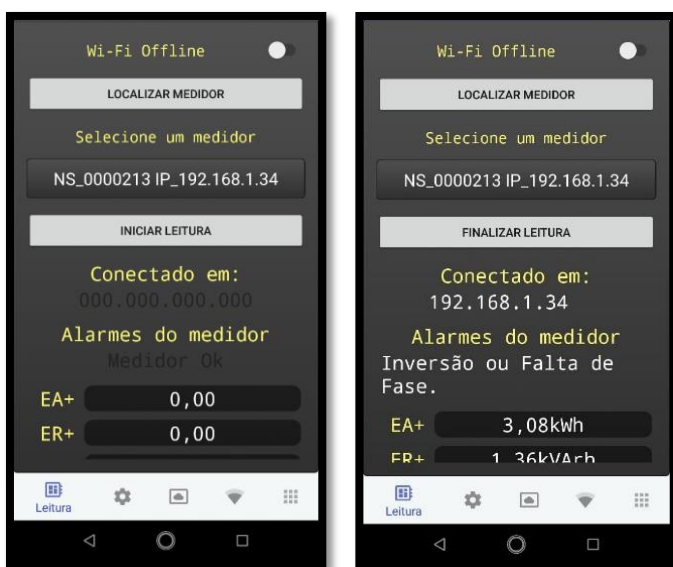 Wi-Fi Offline
LOCALIZAR MEDIDOR
Selecione um medidor
NS_0000213 IP_192.168.1.34
INICIAR LEITURA
Conectado em:
000.000.000.000
Alarmes do medidor
Medidor Ok
EA+ 0,00
ER+ 0,00
Leitura
Wi-Fi Offline
LOCALIZAR MEDIDOR
Selecione um medidor
NS_0000213 IP_192.168.1.34
FINALIZAR LEITURA
Conectado em:
192.168.1.34
Alarmes do medidor
Inversão ou Falta de
Fase.
EA+ 3,08kWh
ER+ 1,36kVArh
Leitura